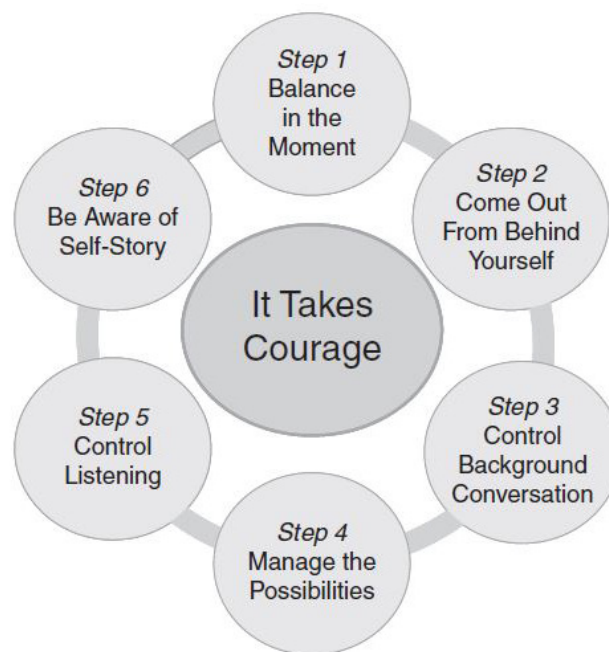 Step 1
Balance
in the
Moment
Step 2
Come Out
From Behind
Yourself
Step 3
Control
Background
Conversation
Step 4
Manage the
Possibilities
Step 5
Control
Listening
Step 6
Be Aware of
Self-Story
It Takes
Courage